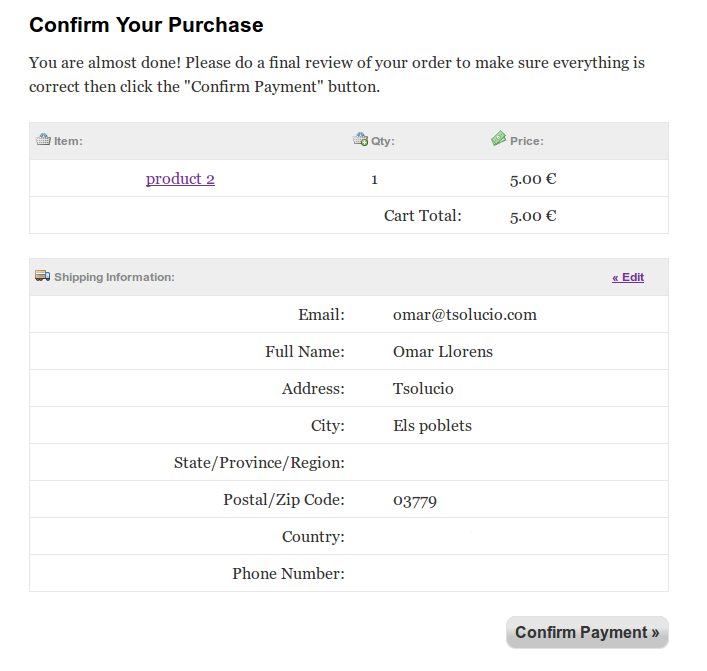 Confirm Your Purchase
You are almost done! Please do a final review of your order to make sure everything is
correct then click the "Confirm Payment" button.
Item: Qty: Price:
product 2 1 5.00 €
Cart Total: 5.00 €
Shipping Information: « Edit
Email: omar@tsolucio.com
Full Name: Omar Llorens
Address: Tsolucio
City: Els poblets
State/Province/Region:
Postal/Zip Code: 03779
Country:
Phone Number:
Confirm Payment »